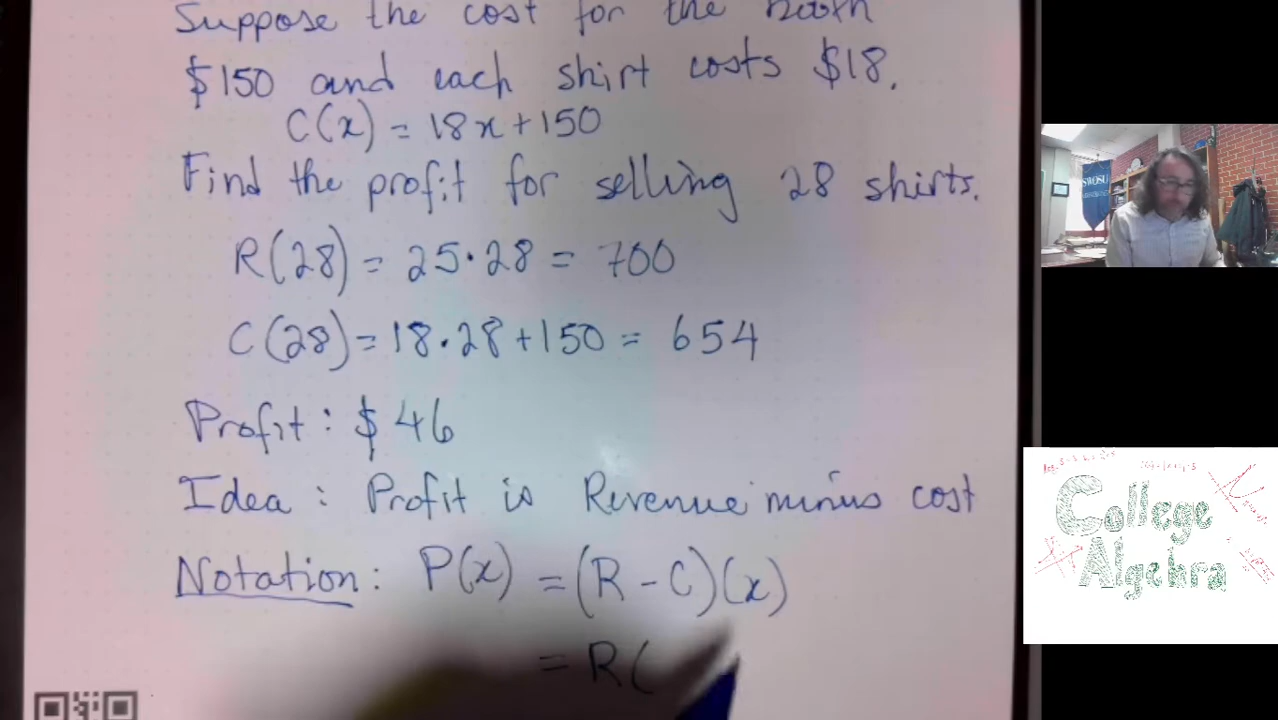 Suppose the cost for the booth
$150 and each shirt costs $18.
C(x) = 18x + 150
Find the profit for selling 28 shirts.
R(28) = 25·28 = 700
C(28) = 18·28 + 150 = 654
Profit: $46
Idea: Profit is Revenue minus cost
Notation: P(x) = (R - C)(x)
= R(
SWOSU
College
Algebra